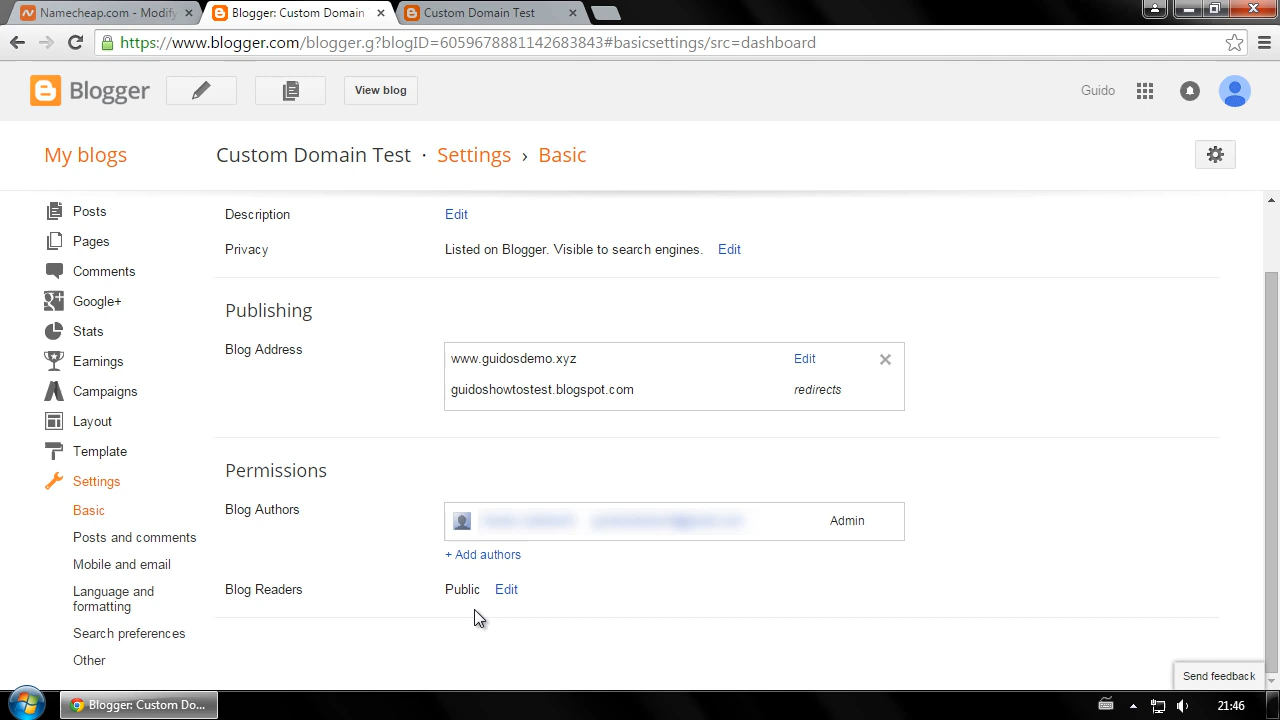 Namecheap.com - Modify
Blogger: Custom Domain
Custom Domain Test
https://www.blogger.com/blogger.g?blogID=6059678881142683843#basicsettings/src=dashboard
Blogger
View blog
Guido
My blogs
Custom Domain Test · Settings › Basic
Posts
Pages
Comments
Google+
Stats
Earnings
Campaigns
Layout
Template
Settings
Basic
Posts and comments
Mobile and email
Language and
formatting
Search preferences
Other
Description Edit
Privacy Listed on Blogger. Visible to search engines. Edit
Publishing
Blog Address www.guidosdemo.xyz Edit
guidoshowtostest.blogspot.com redirects
Permissions
Blog Authors Admin
+ Add authors
Blog Readers Public Edit
Send feedback
Blogger: Custom Do...
21:46